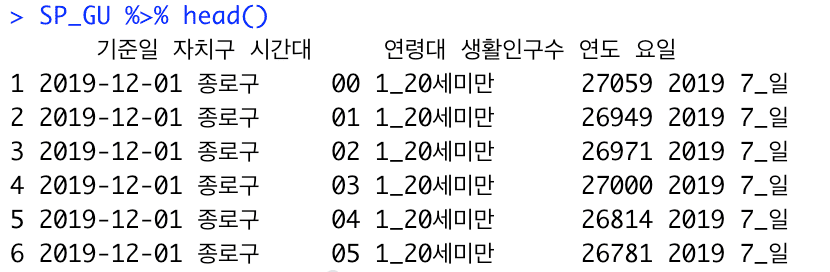 > SP_GU %>% head()
기준일 자치구 시간대 연령대 생활인구수 연도 요일
1 2019-12-01 종로구 00 1_20세미만 27059 2019 7_일
2 2019-12-01 종로구 01 1_20세미만 26949 2019 7_일
3 2019-12-01 종로구 02 1_20세미만 26971 2019 7_일
4 2019-12-01 종로구 03 1_20세미만 27000 2019 7_일
5 2019-12-01 종로구 04 1_20세미만 26814 2019 7_일
6 2019-12-01 종로구 05 1_20세미만 26781 2019 7_일